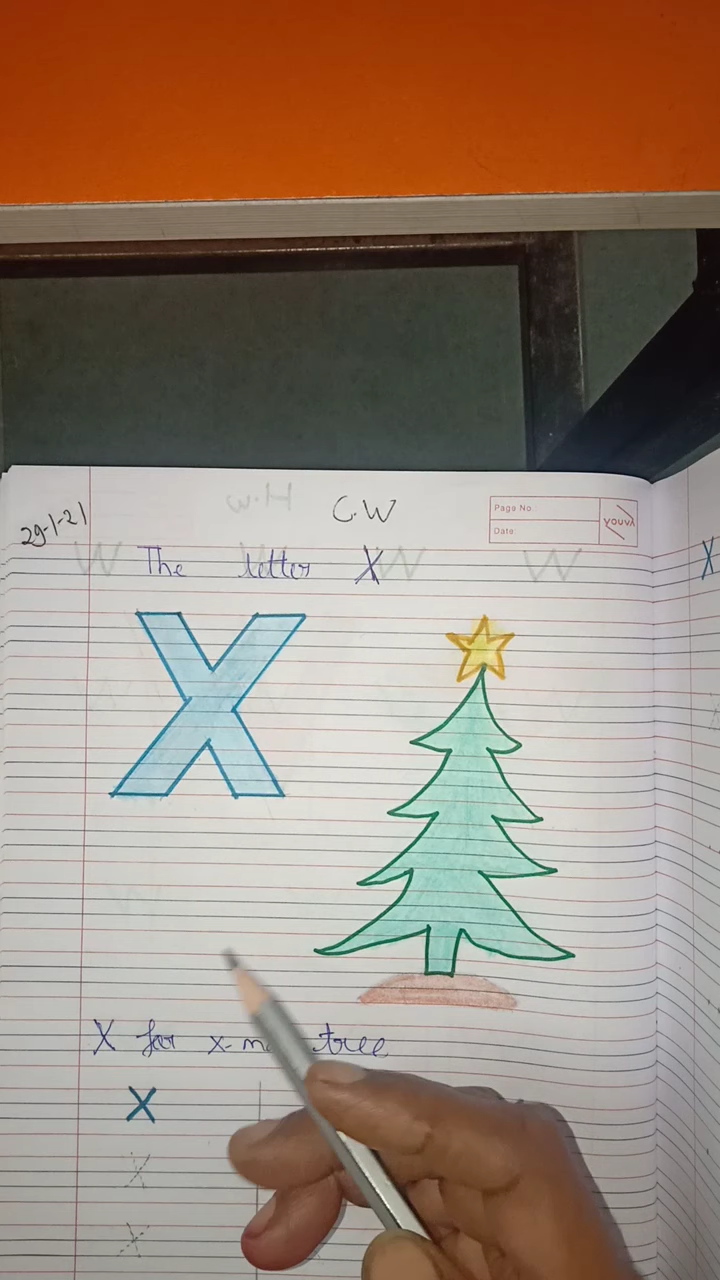 C.W
29-1-21
Page No.
Date:
youva
The letter X
X
X for x-m tree
X
X
X
X